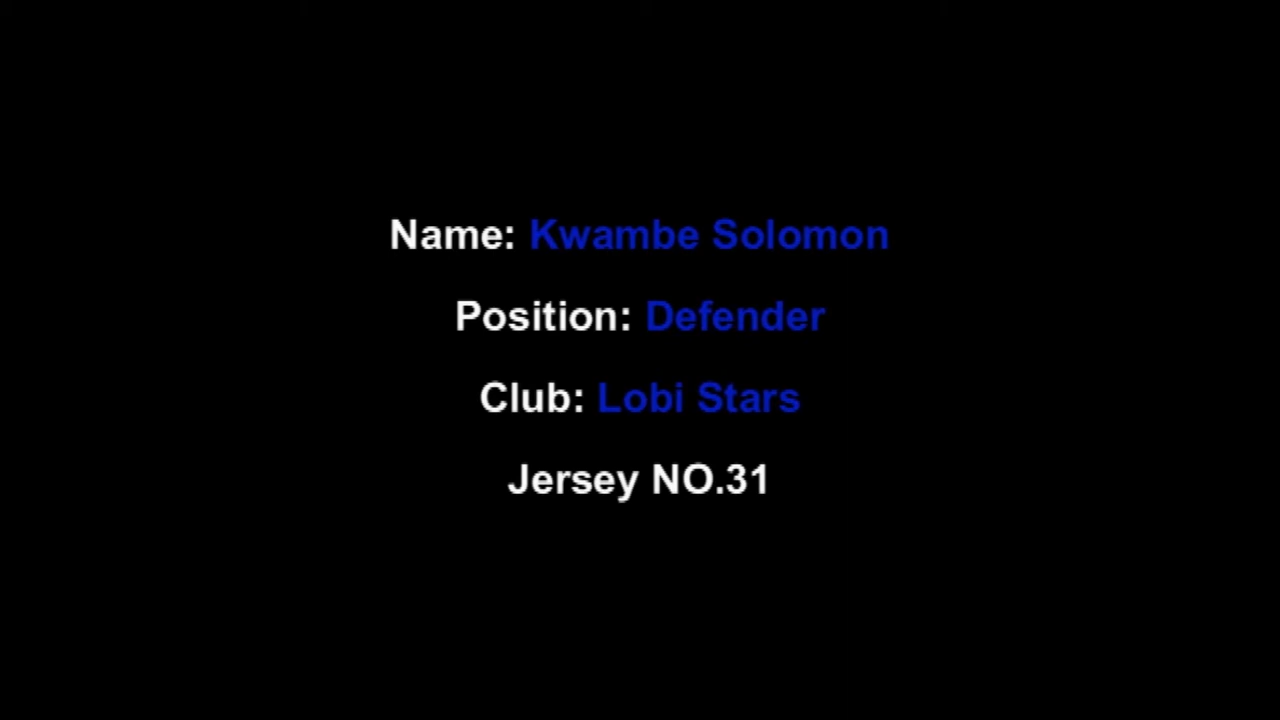 Name: Kwambe Solomon
Position: Defender
Club: Lobi Stars
Jersey NO.31